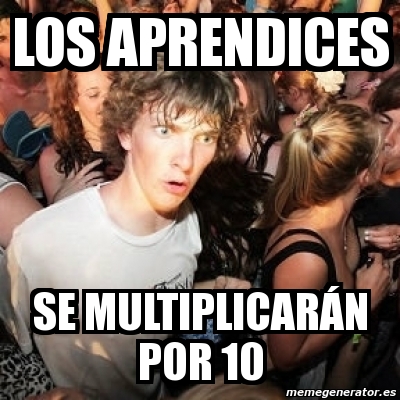 LOS APRENDICES
SE MULTIPLICARÁN
POR 10
memegenerator.es